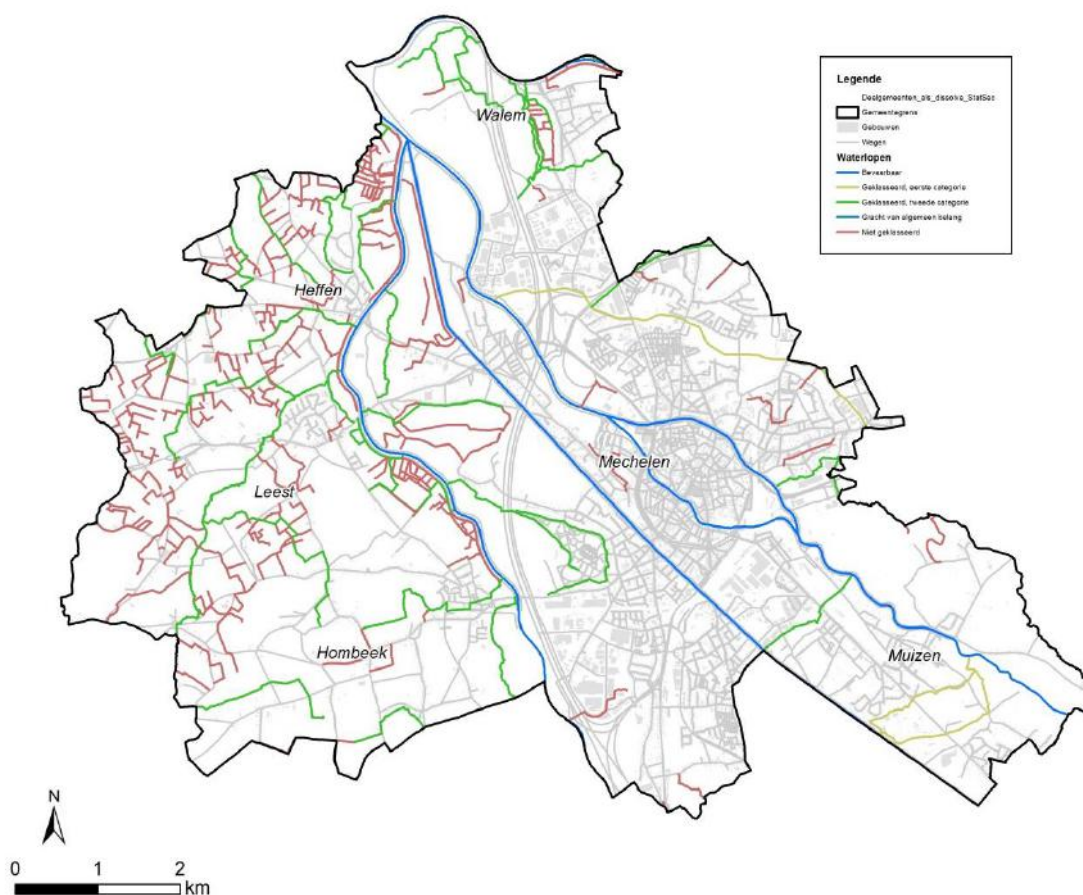 Walem
Legende
Deelgemeenten_als_dissolve_StatSec
Gemeentegrens
Gebouwen
Wegen
Waterlopen
Bevaarbaar
Geklasseerd, eerste categorie
Geklasseerd, tweede categorie
Gracht van algemeen belang
Niet geklasseerd
Heffen
Mechelen
Leest
Hombeek
Muizen
N
0 1 2
km